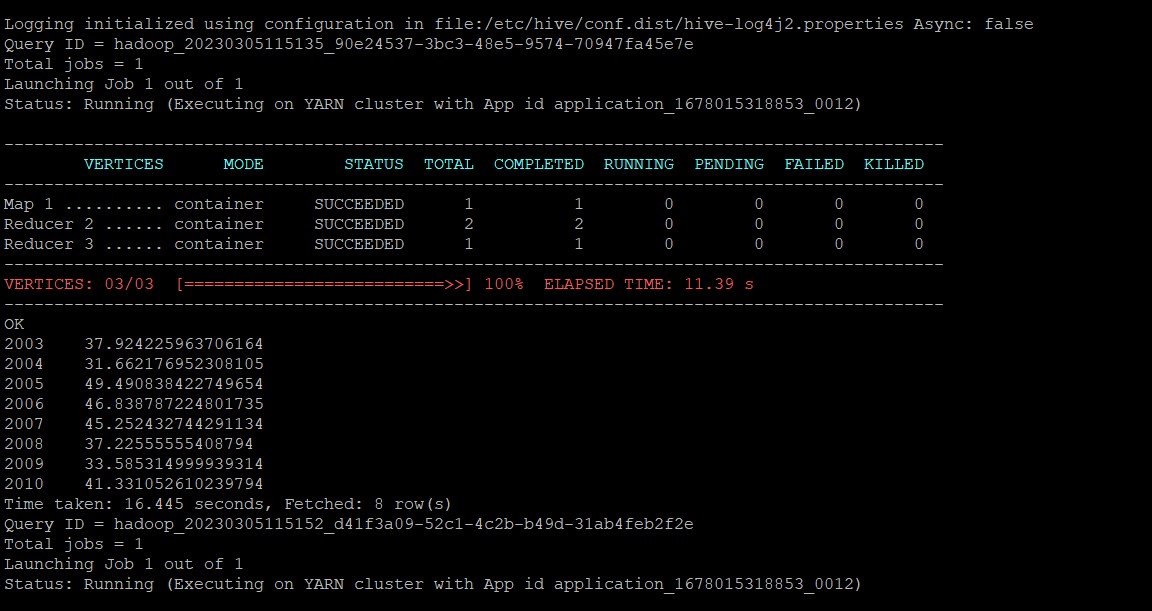 Logging initialized using configuration in file:/etc/hive/conf.dist/hive-log4j2.properties Async: false
Query ID = hadoop_20230305115135_90e24537-3bc3-48e5-9574-70947fa45e7e
Total jobs = 1
Launching Job 1 out of 1
Status: Running (Executing on YARN cluster with App id application_1678015318853_0012)
----------------------------------------------------------------------------------------------
        VERTICES      MODE        STATUS  TOTAL  COMPLETED  RUNNING  PENDING  FAILED  KILLED
----------------------------------------------------------------------------------------------
Map 1 .......... container     SUCCEEDED      1          1        0        0       0       0
Reducer 2 ...... container     SUCCEEDED      2          2        0        0       0       0
Reducer 3 ...... container     SUCCEEDED      1          1        0        0       0       0
----------------------------------------------------------------------------------------------
VERTICES: 03/03  [==========================>>] 100%  ELAPSED TIME: 11.39 s
----------------------------------------------------------------------------------------------
OK
2003    37.924225963706164
2004    31.662176952308105
2005    49.490838422749654
2006    46.838787224801735
2007    45.252432744291134
2008    37.22555555408794
2009    33.585314999939314
2010    41.331052610239794
Time taken: 16.445 seconds, Fetched: 8 row(s)
Query ID = hadoop_20230305115152_d41f3a09-52c1-4c2b-b49d-31ab4feb2f2e
Total jobs = 1
Launching Job 1 out of 1
Status: Running (Executing on YARN cluster with App id application_1678015318853_0012)